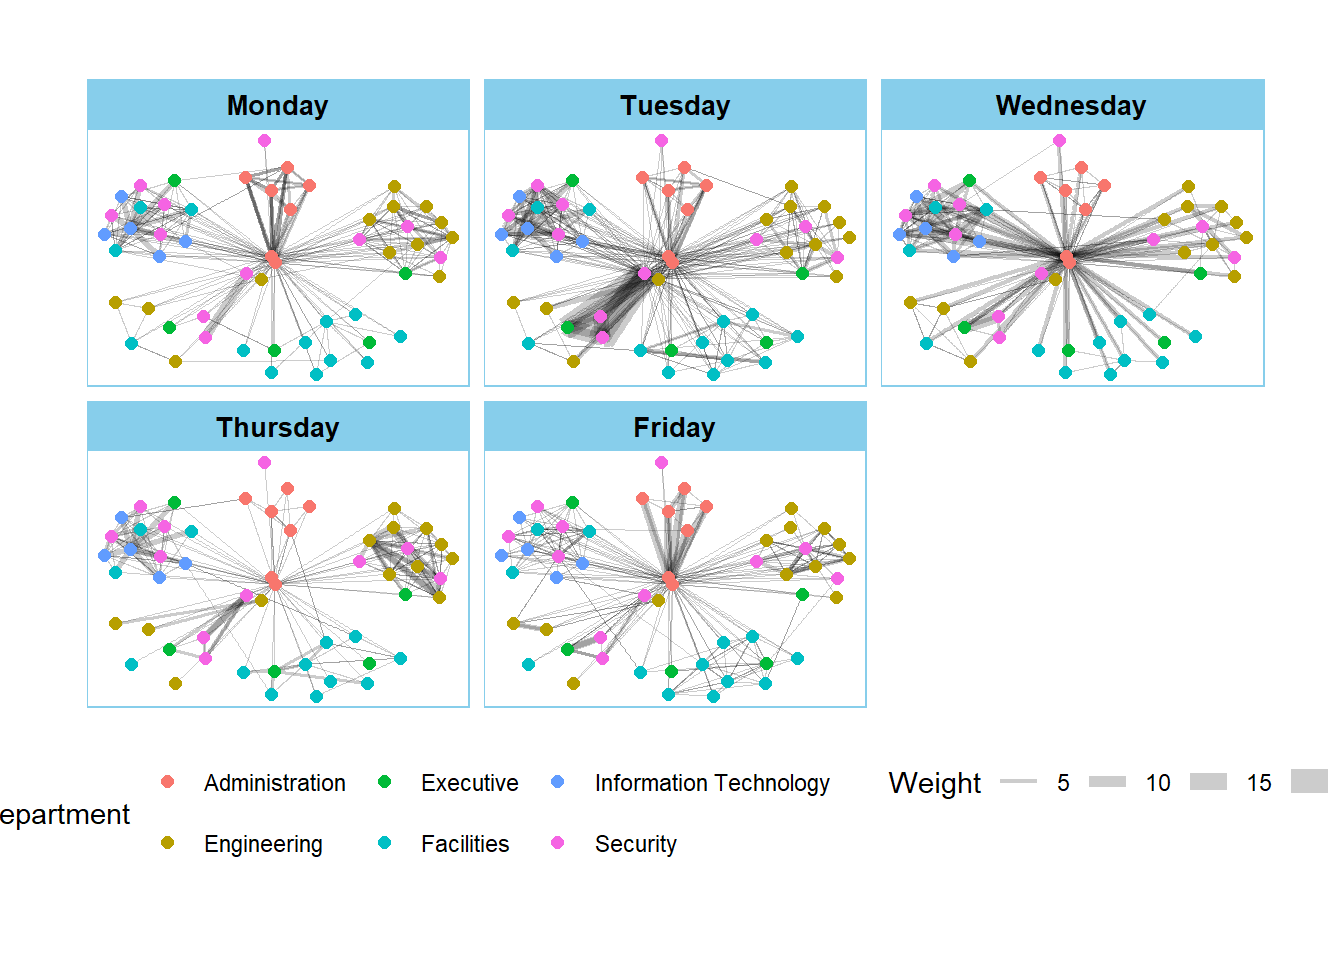 Monday
Tuesday
Wednesday
Thursday
Friday
epartment
Administration
Executive
Information Technology
Engineering
Facilities
Security
Weight
5
10
15